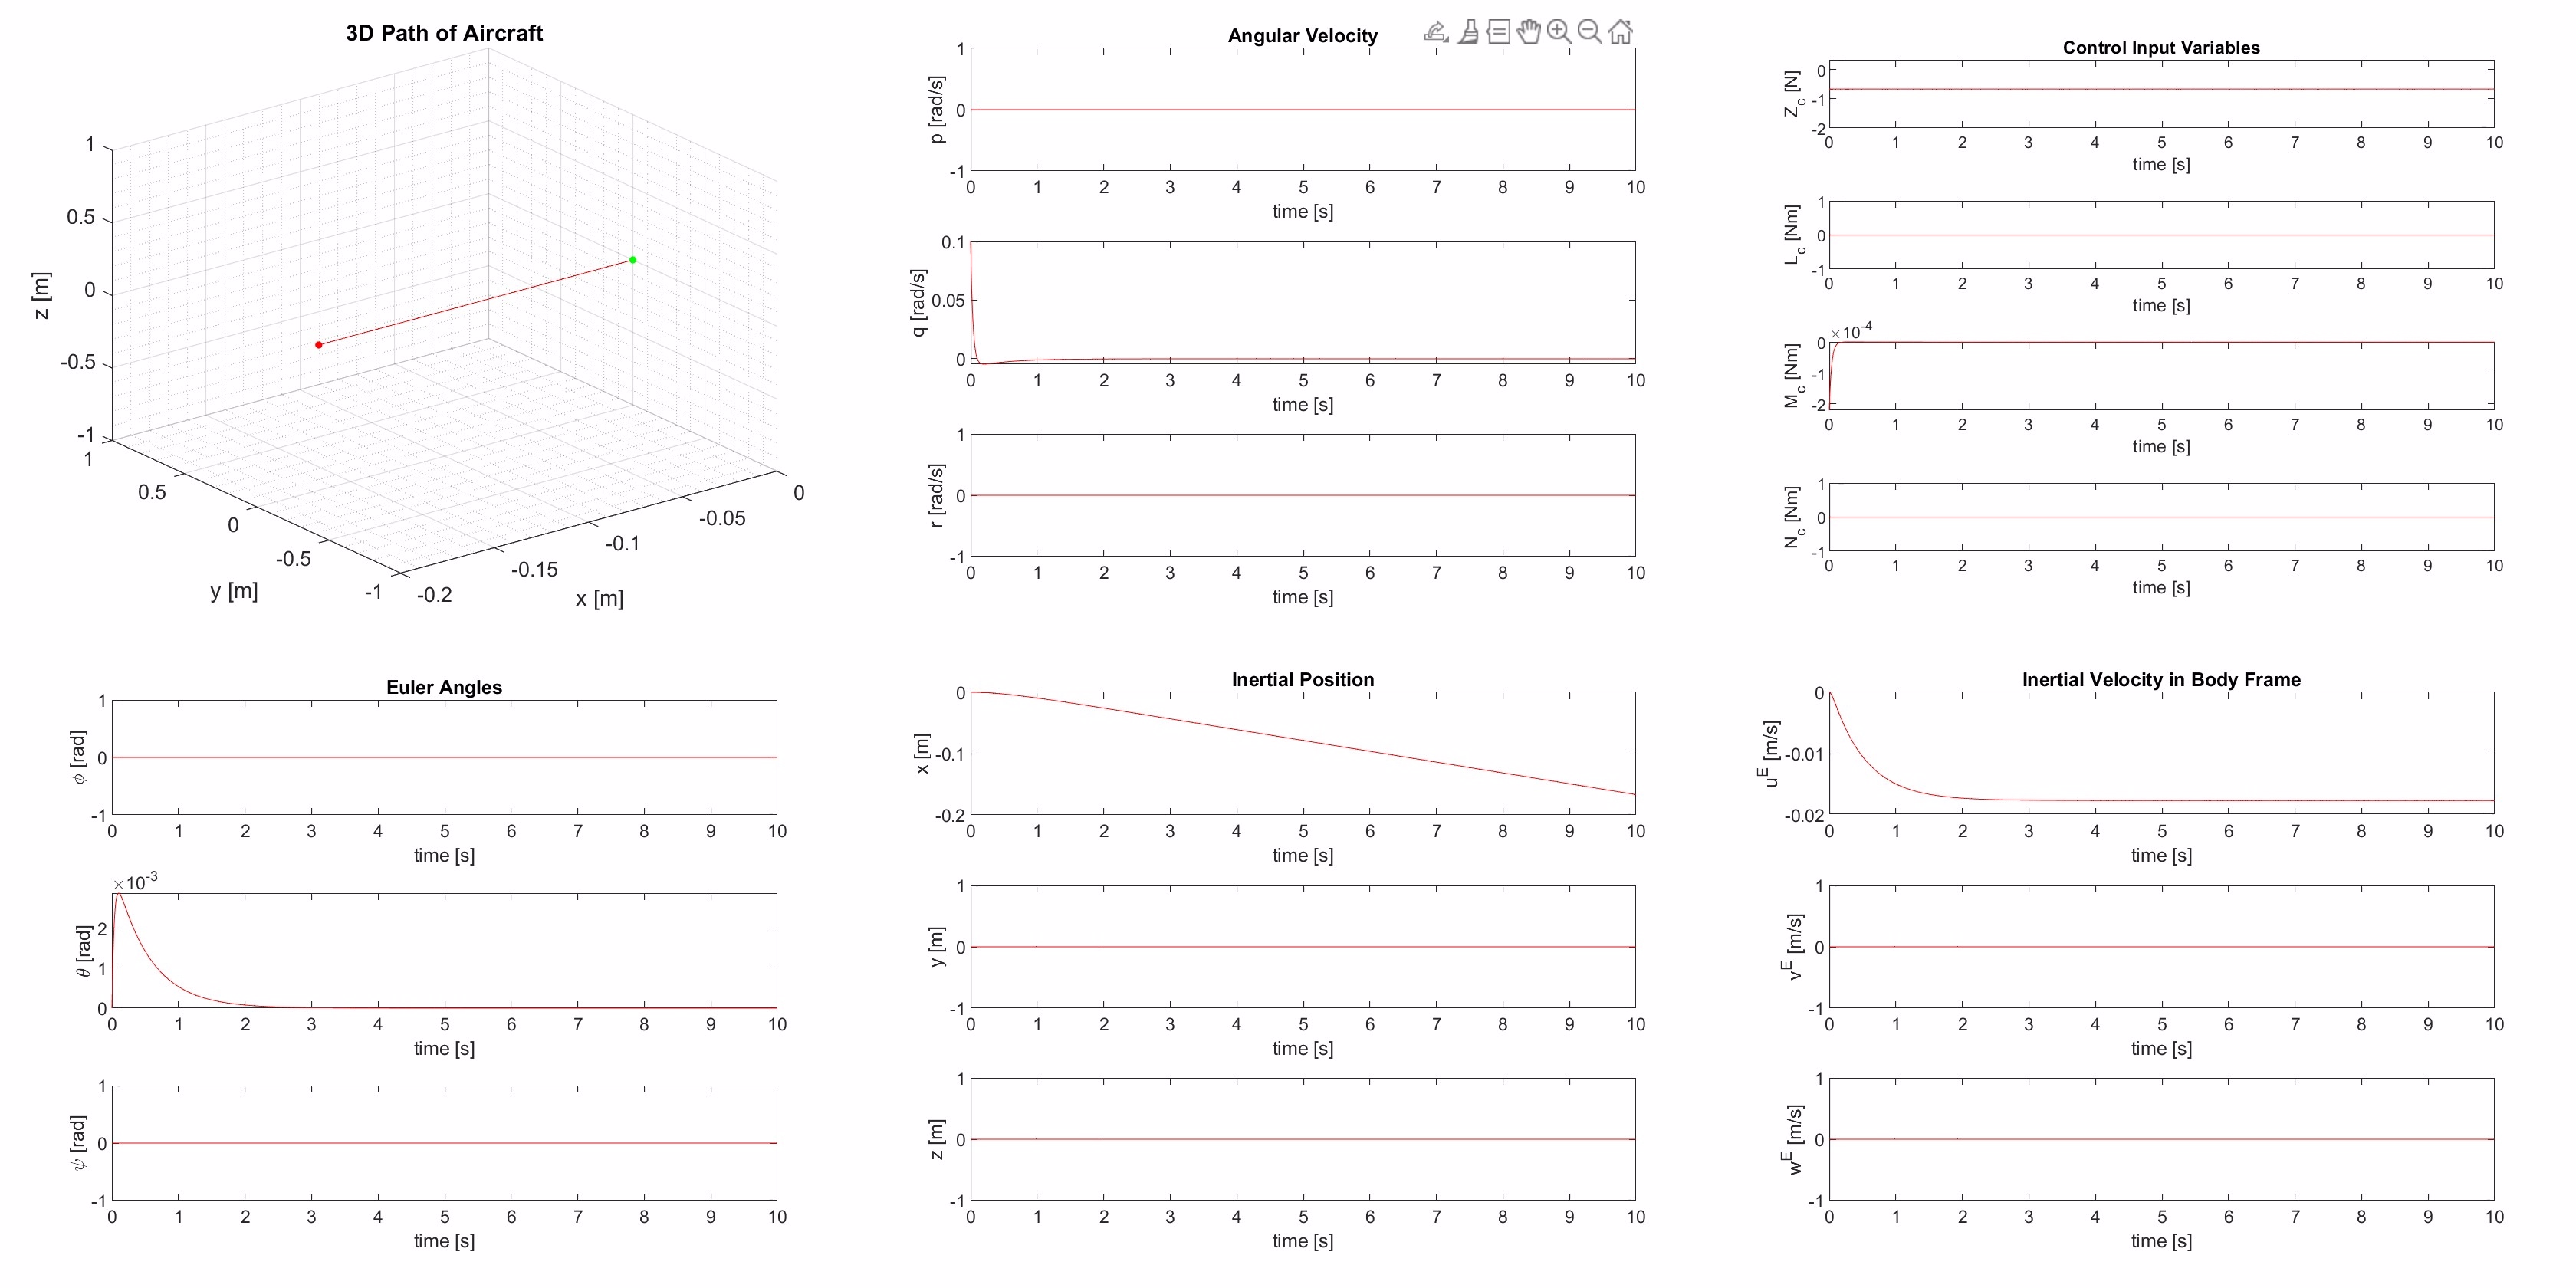 3D Path of Aircraft
1
0.5
0
-0.5
-1
z [m]
1
0.5
0
-0.5
-1
y [m]
-0.2
-0.15
-0.1
-0.05
0
x [m]
Angular Velocity
1
0
-1
p [rad/s]
0 1 2 3 4 5 6 7 8 9 10
time [s]
0.1
0.05
0
q [rad/s]
0 1 2 3 4 5 6 7 8 9 10
time [s]
1
0
-1
r [rad/s]
0 1 2 3 4 5 6 7 8 9 10
time [s]
Control Input Variables
0
-1
-2
Zc [N]
0 1 2 3 4 5 6 7 8 9 10
time [s]
1
0
-1
Lc [Nm]
0 1 2 3 4 5 6 7 8 9 10
time [s]
×10-4
0
-1
-2
Mc [Nm]
0 1 2 3 4 5 6 7 8 9 10
time [s]
1
0
-1
Nc [Nm]
0 1 2 3 4 5 6 7 8 9 10
time [s]
Euler Angles
1
0
-1
ϕ [rad]
0 1 2 3 4 5 6 7 8 9 10
time [s]
×10-3
2
1
0
θ [rad]
0 1 2 3 4 5 6 7 8 9 10
time [s]
1
0
-1
ψ [rad]
0 1 2 3 4 5 6 7 8 9 10
time [s]
Inertial Position
0
-0.1
-0.2
x [m]
0 1 2 3 4 5 6 7 8 9 10
time [s]
1
0
-1
y [m]
0 1 2 3 4 5 6 7 8 9 10
time [s]
1
0
-1
z [m]
0 1 2 3 4 5 6 7 8 9 10
time [s]
Inertial Velocity in Body Frame
0
-0.01
-0.02
uE [m/s]
0 1 2 3 4 5 6 7 8 9 10
time [s]
1
0
-1
vE [m/s]
0 1 2 3 4 5 6 7 8 9 10
time [s]
1
0
-1
wE [m/s]
0 1 2 3 4 5 6 7 8 9 10
time [s]